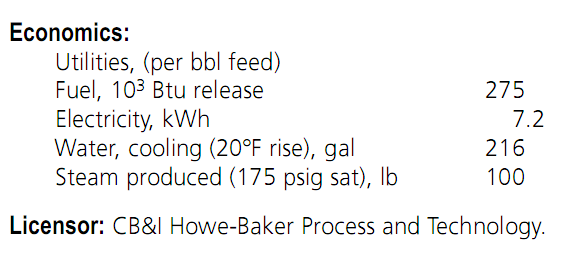 Economics:
Utilities, (per bbl feed)
Fuel, 10³ Btu release 275
Electricity, kWh 7.2
Water, cooling (20°F rise), gal 216
Steam produced (175 psig sat), lb 100
Licensor: CB&I Howe-Baker Process and Technology.